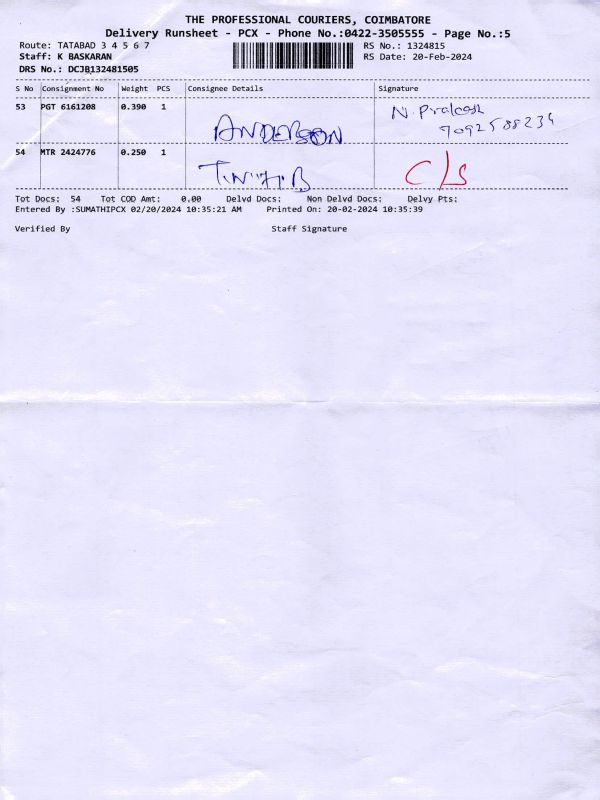 THE PROFESSIONAL COURIERS, COIMBATORE
Delivery Runsheet - PCX - Phone No.:0422-3505555 - Page No.:5
Route: TATABAD 3 4 5 6 7 RS No.: 1324815
Staff: K BASKARAN RS Date: 20-Feb-2024
DRS No.: DCJB132481505
S No Consignment No Weight PCS Consignee Details Signature
53 PGT 6161208 0.390 1 N. Prakash
ANDERSON 7092588234
54 MTR 2424776 0.250 1 C/S
Tot Docs: 54 Tot COD Amt: 0.00 Delvd Docs: Non Delvd Docs: Delvy Pts:
Entered By :SUMATHIPCX 02/20/2024 10:35:21 AM Printed On: 20-02-2024 10:35:39
Verified By Staff Signature